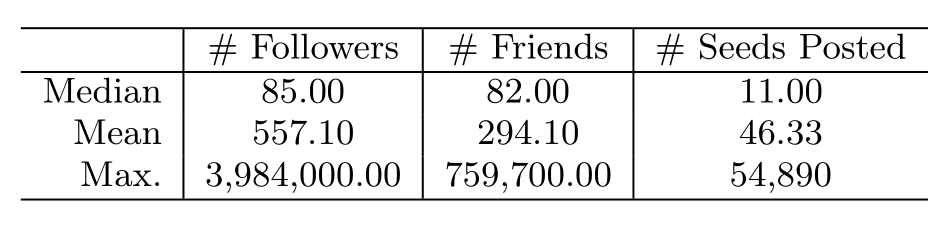 # Followers # Friends # Seeds Posted
Median 85.00 82.00 11.00
Mean 557.10 294.10 46.33
Max. 3,984,000.00 759,700.00 54,890